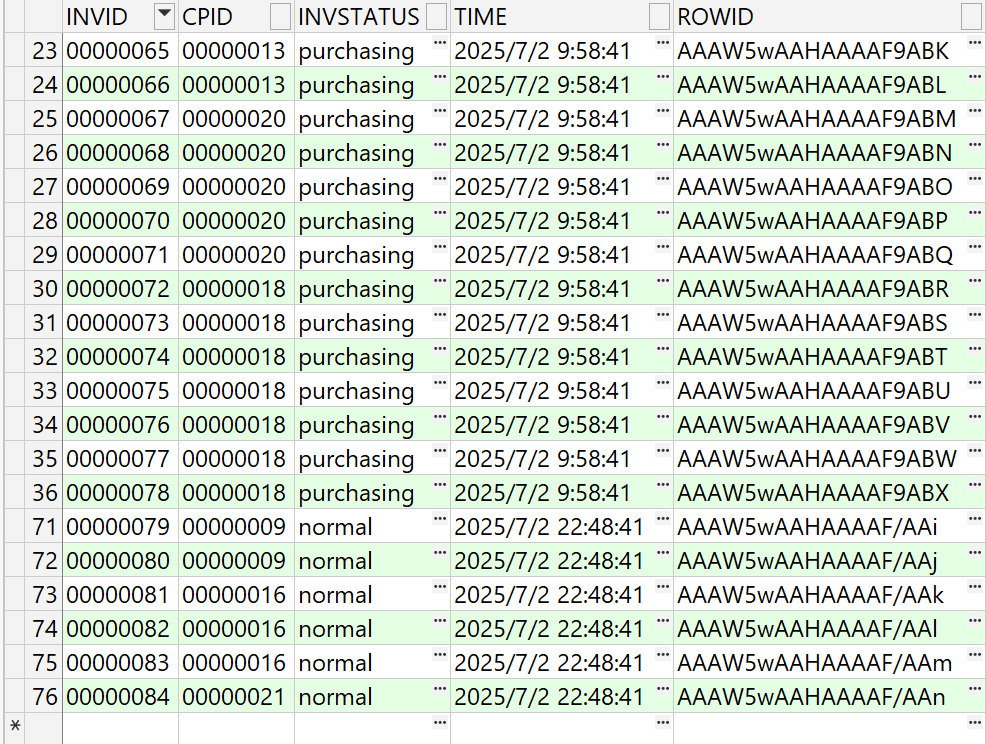 INVID CPID INVSTATUS TIME ROWID
23 00000065 00000013 purchasing ... 2025/7/2 9:58:41 ... AAAW5wAAHAAAAF9ABK ...
24 00000066 00000013 purchasing ... 2025/7/2 9:58:41 ... AAAW5wAAHAAAAF9ABL ...
25 00000067 00000020 purchasing ... 2025/7/2 9:58:41 ... AAAW5wAAHAAAAF9ABM ...
26 00000068 00000020 purchasing ... 2025/7/2 9:58:41 ... AAAW5wAAHAAAAF9ABN ...
27 00000069 00000020 purchasing ... 2025/7/2 9:58:41 ... AAAW5wAAHAAAAF9ABO ...
28 00000070 00000020 purchasing ... 2025/7/2 9:58:41 ... AAAW5wAAHAAAAF9ABP ...
29 00000071 00000020 purchasing ... 2025/7/2 9:58:41 ... AAAW5wAAHAAAAF9ABQ ...
30 00000072 00000018 purchasing ... 2025/7/2 9:58:41 ... AAAW5wAAHAAAAF9ABR ...
31 00000073 00000018 purchasing ... 2025/7/2 9:58:41 ... AAAW5wAAHAAAAF9ABS ...
32 00000074 00000018 purchasing ... 2025/7/2 9:58:41 ... AAAW5wAAHAAAAF9ABT ...
33 00000075 00000018 purchasing ... 2025/7/2 9:58:41 ... AAAW5wAAHAAAAF9ABU ...
34 00000076 00000018 purchasing ... 2025/7/2 9:58:41 ... AAAW5wAAHAAAAF9ABV ...
35 00000077 00000018 purchasing ... 2025/7/2 9:58:41 ... AAAW5wAAHAAAAF9ABW ...
36 00000078 00000018 purchasing ... 2025/7/2 9:58:41 ... AAAW5wAAHAAAAF9ABX ...
71 00000079 00000009 normal ... 2025/7/2 22:48:41 ... AAAW5wAAHAAAAF/AAi ...
72 00000080 00000009 normal ... 2025/7/2 22:48:41 ... AAAW5wAAHAAAAF/AAj ...
73 00000081 00000016 normal ... 2025/7/2 22:48:41 ... AAAW5wAAHAAAAF/AAk ...
74 00000082 00000016 normal ... 2025/7/2 22:48:41 ... AAAW5wAAHAAAAF/AAl ...
75 00000083 00000016 normal ... 2025/7/2 22:48:41 ... AAAW5wAAHAAAAF/AAm ...
76 00000084 00000021 normal ... 2025/7/2 22:48:41 ... AAAW5wAAHAAAAF/AAn ...
* ... ... ...